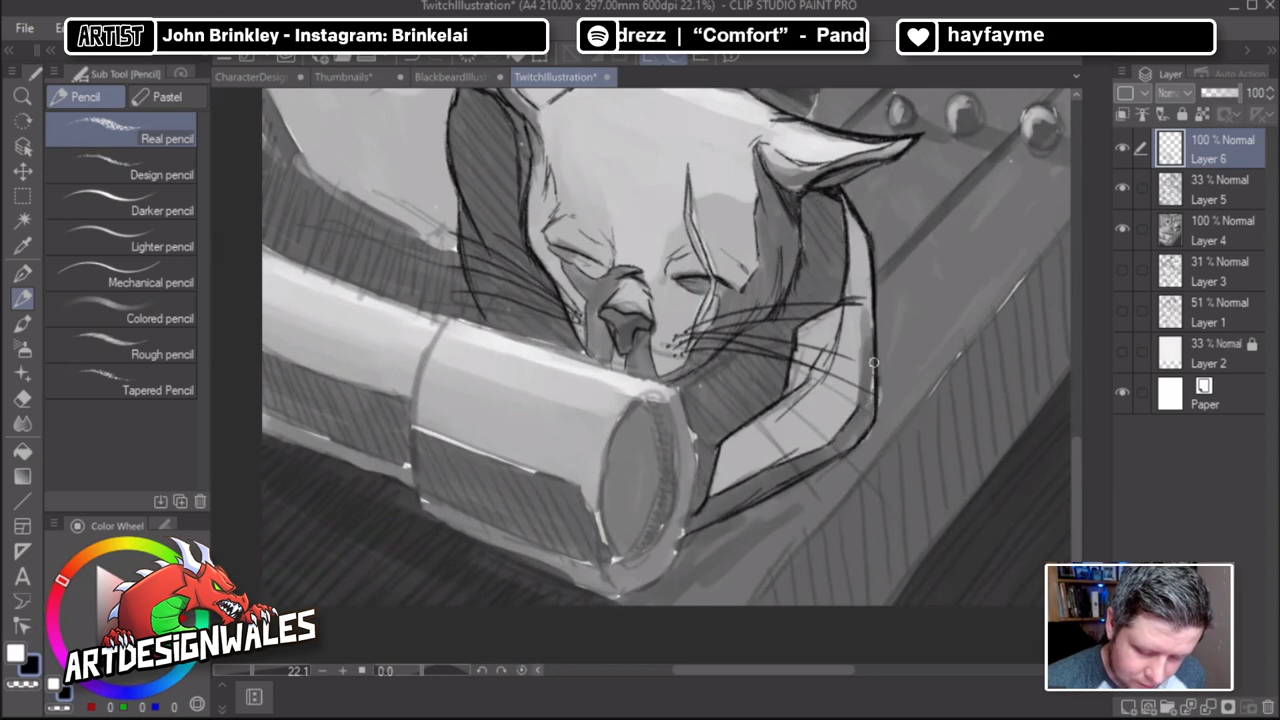 TwitchIllustration* (A4 210.00 x 297.00mm 600dpi 22.1%) - CLIP STUDIO PAINT PRO
File
ARTIST John Brinkley - Instagram: Brinkelai
drezz | “Comfort” - Pand
hayfayme
Sub Tool [Pencil]
CharacterDesign
Thumbnails*
BlackbeardIllust
TwitchIllustration*
Layer
Auto Action
Pencil
Pastel
Real pencil
Design pencil
Darker pencil
Lighter pencil
Mechanical pencil
Colored pencil
Rough pencil
Tapered Pencil
100
100 % Normal
Layer 6
33 % Normal
Layer 5
100 % Normal
Layer 4
31 % Normal
Layer 3
51 % Normal
Layer 1
33 % Normal
Layer 2
Paper
Color Wheel
ARTDESIGNWALES
22.1
0.0
0 0 0